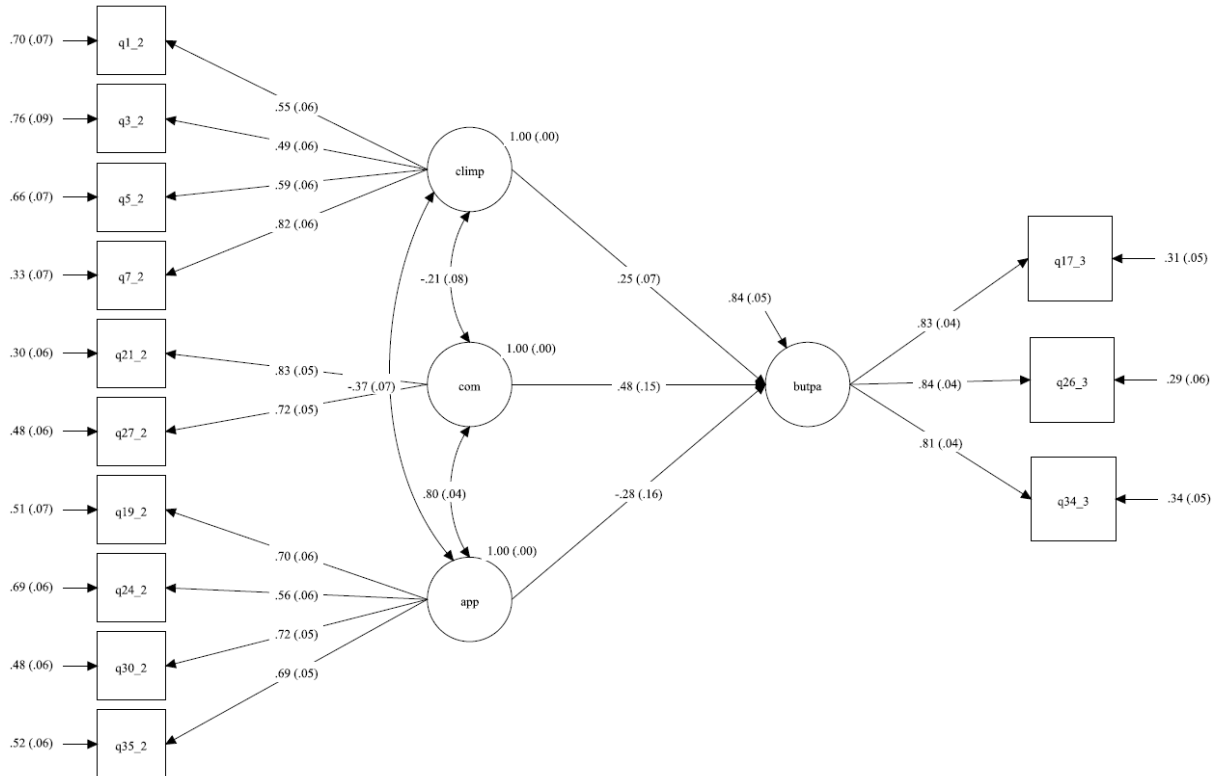 .70 (.07)
q1_2
.76 (.09)
q3_2
.66 (.07)
q5_2
.33 (.07)
q7_2
.30 (.06)
q21_2
.48 (.06)
q27_2
.51 (.07)
q19_2
.69 (.06)
q24_2
.48 (.06)
q30_2
.52 (.06)
q35_2
.55 (.06)
.49 (.06)
.59 (.06)
.82 (.06)
.83 (.05)
.72 (.05)
.70 (.06)
.56 (.06)
.72 (.05)
.69 (.05)
1.00 (.00)
climp
-.21 (.08)
1.00 (.00)
com
-.37 (.07)
.80 (.04)
1.00 (.00)
app
.25 (.07)
.48 (.15)
-.28 (.16)
.84 (.05)
butpa
.83 (.04)
.84 (.04)
.81 (.04)
q17_3
.31 (.05)
q26_3
.29 (.06)
q34_3
.34 (.05)